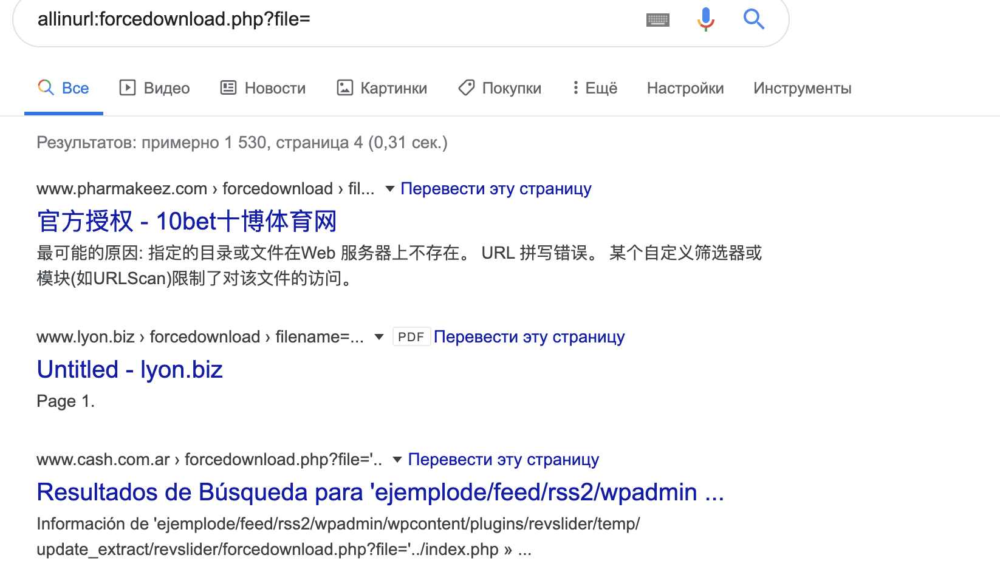 allinurl:forcedownload.php?file=
Все Видео Новости Картинки Покупки Ещё Настройки Инструменты
Результатов: примерно 1 530, страница 4 (0,31 сек.)
www.pharmakeez.com › forcedownload › fil... Перевести эту страницу
官方授权 - 10bet十博体育网
最可能的原因: 指定的目录或文件在Web 服务器上不存在。 URL 拼写错误。 某个自定义筛选器或
模块(如URLScan)限制了对该文件的访问。
www.lyon.biz › forcedownload › filename=... PDF Перевести эту страницу
Untitled - lyon.biz
Page 1.
www.cash.com.ar › forcedownload.php?file='.. Перевести эту страницу
Resultados de Búsqueda para 'ejemplode/feed/rss2/wpadmin ...
Información de 'ejemplode/feed/rss2/wpadmin/wpcontent/plugins/revslider/temp/
update_extract/revslider/forcedownload.php?file='../index.php » ...